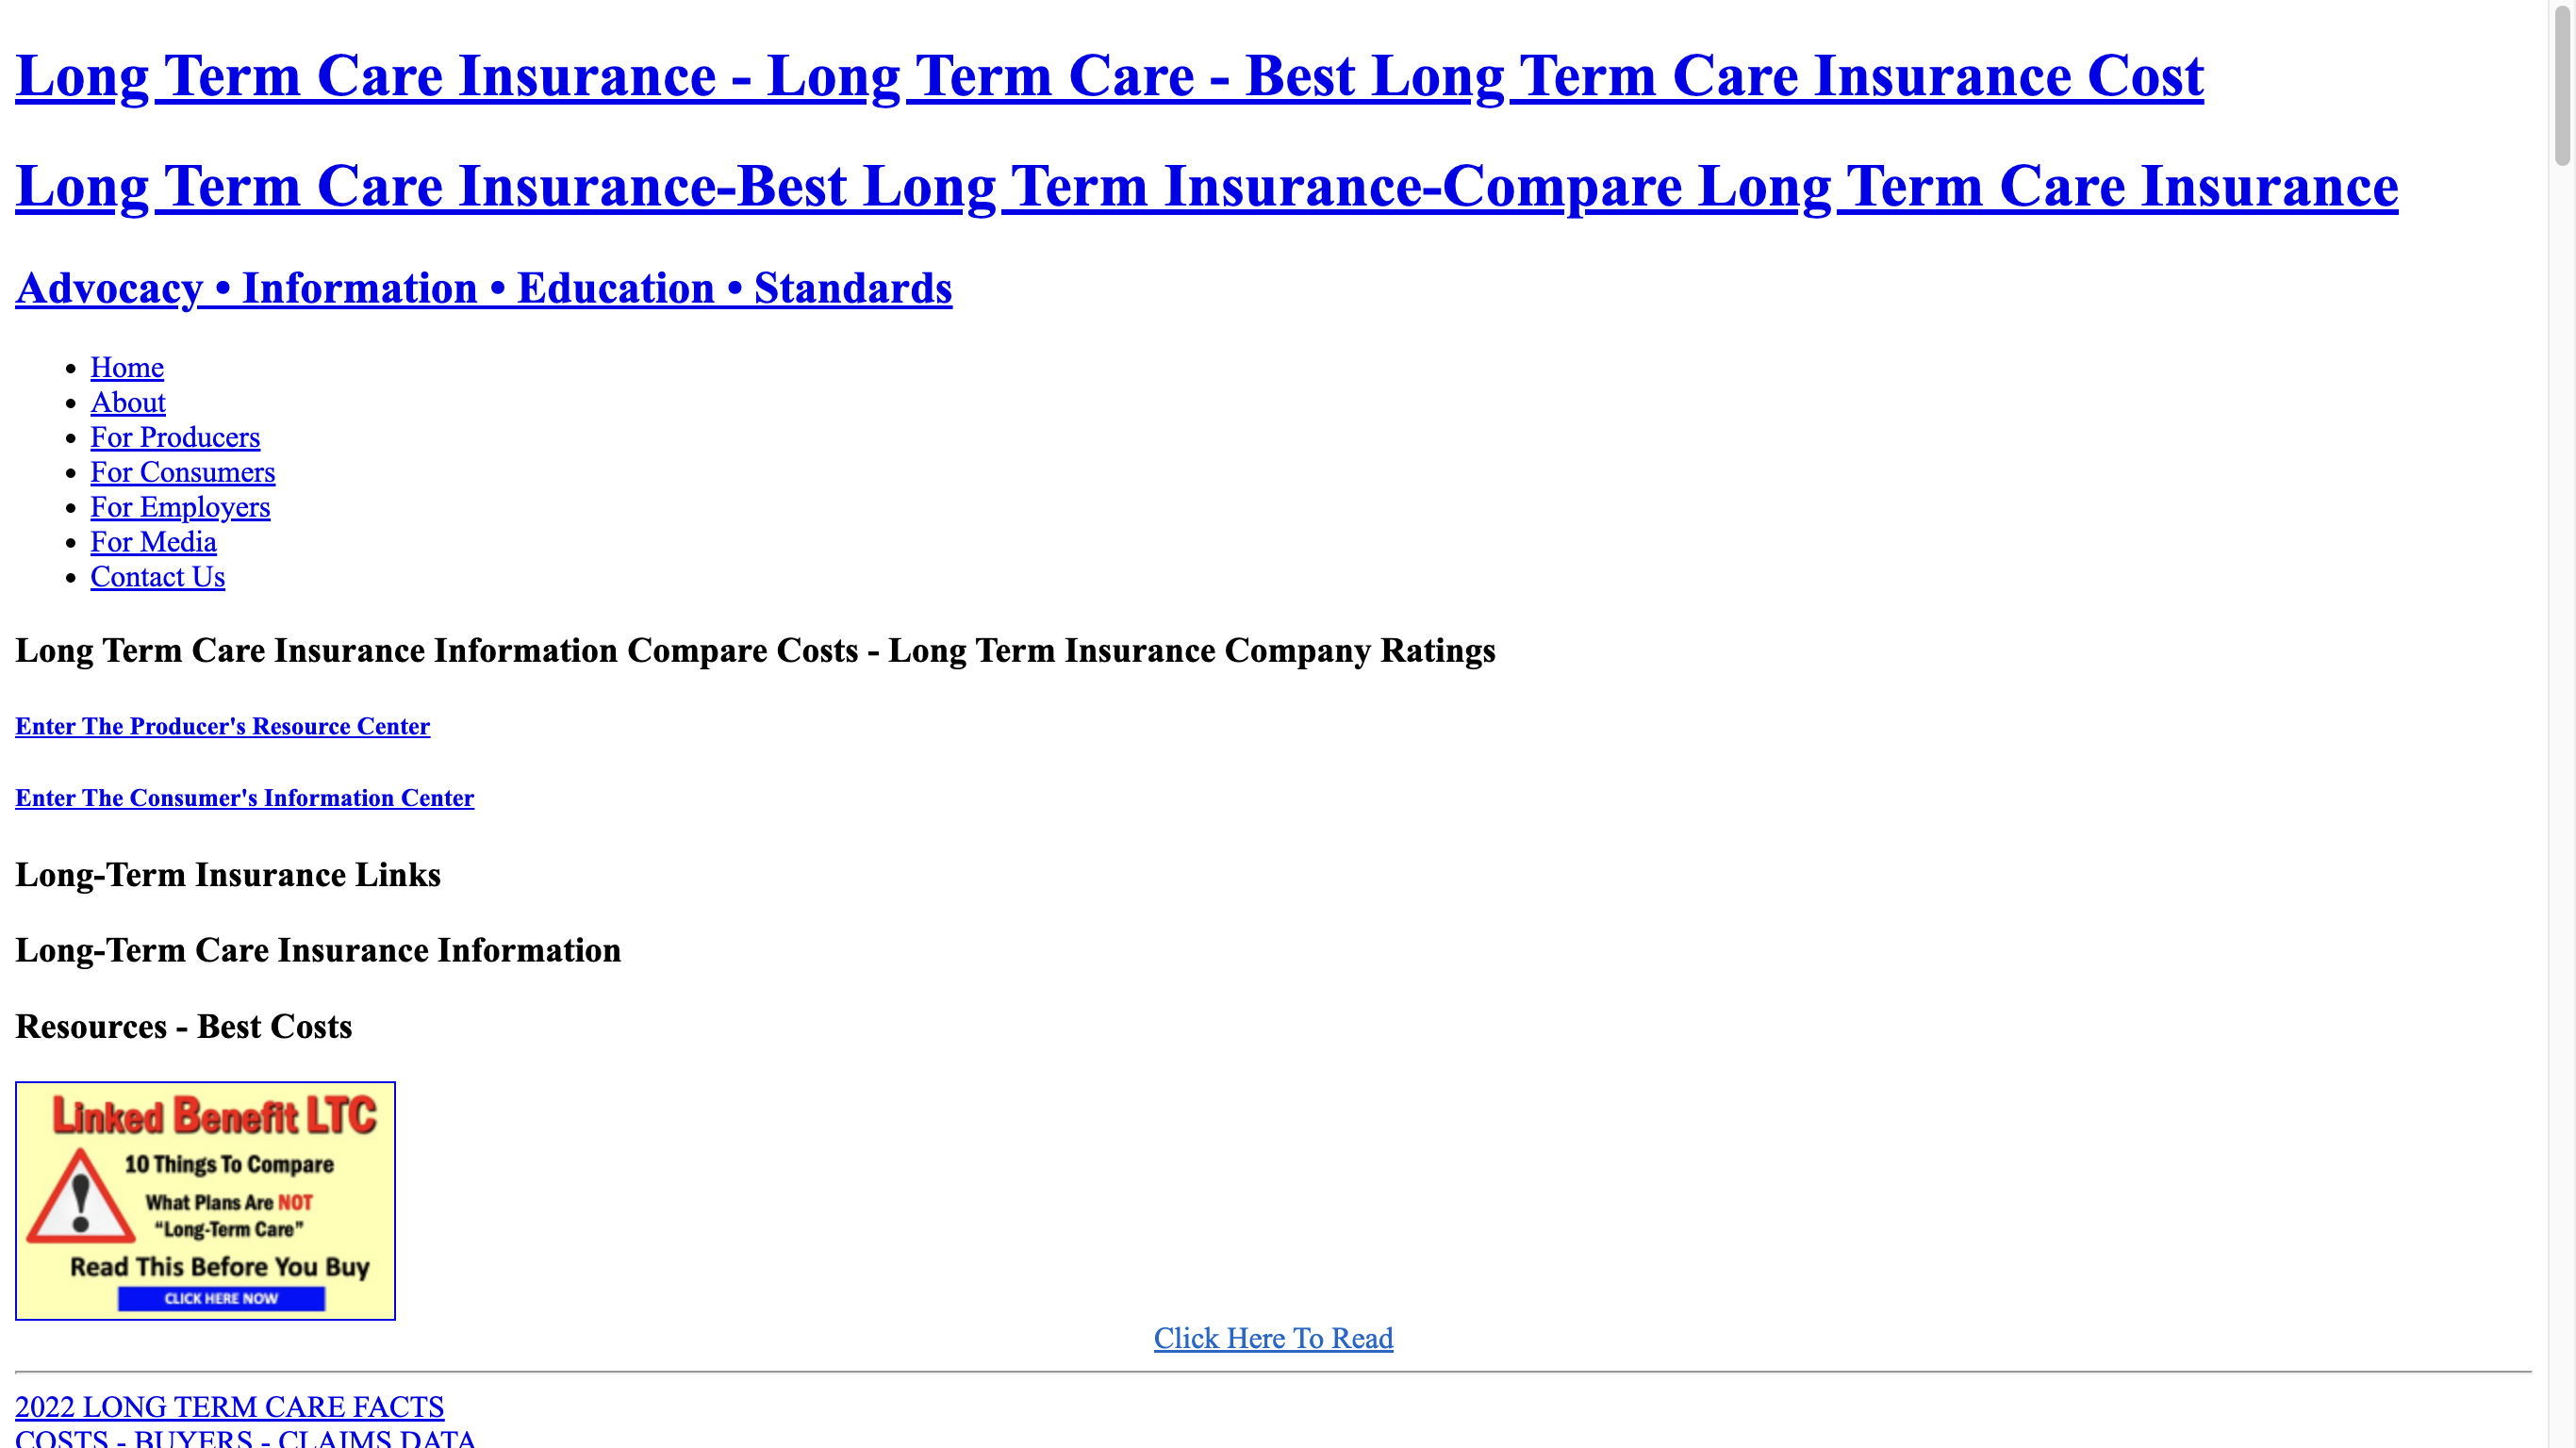 Long Term Care Insurance - Long Term Care - Best Long Term Care Insurance Cost
Long Term Care Insurance-Best Long Term Insurance-Compare Long Term Care Insurance
Advocacy • Information • Education • Standards
Home
About
For Producers
For Consumers
For Employers
For Media
Contact Us
Long Term Care Insurance Information Compare Costs - Long Term Insurance Company Ratings
Enter The Producer's Resource Center
Enter The Consumer's Information Center
Long-Term Insurance Links
Long-Term Care Insurance Information
Resources - Best Costs
Linked Benefit LTC
10 Things To Compare
What Plans Are NOT
“Long-Term Care”
Read This Before You Buy
CLICK HERE NOW
Click Here To Read
2022 LONG TERM CARE FACTS
COSTS - BUYERS - CLAIMS DATA